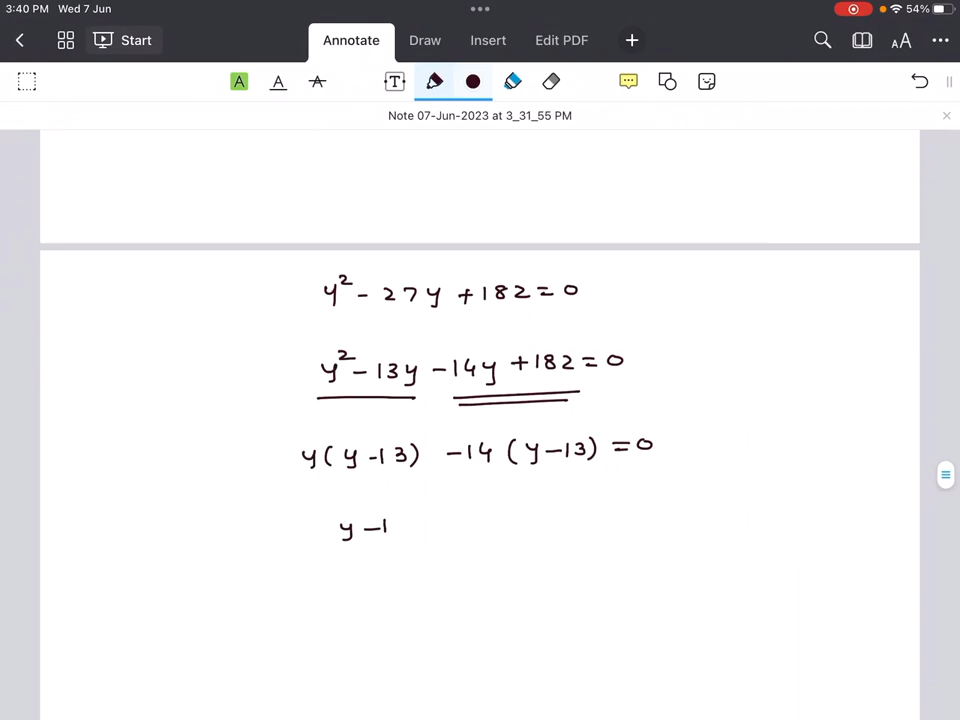 3:40 PM Wed 7 Jun 54%
Start Annotate Draw Insert Edit PDF
Note 07-Jun-2023 at 3_31_55 PM
y² - 27y + 182 = 0
y² - 13y - 14y + 182 = 0
y(y - 13) - 14(y - 13) = 0
y - 1